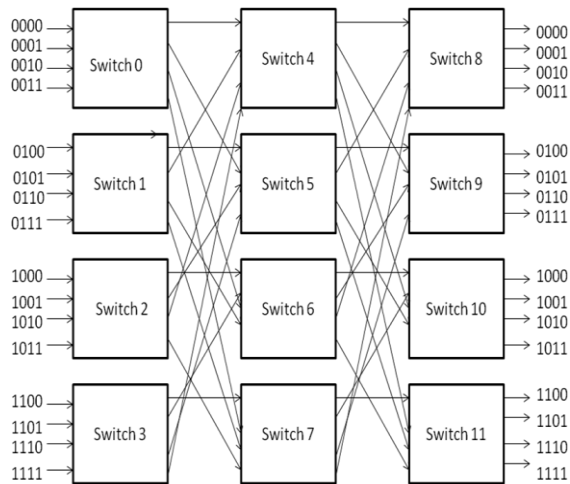 0000
0001
0010
0011
Switch 0
Switch 4
Switch 8
0000
0001
0010
0011
0100
0101
0110
0111
Switch 1
Switch 5
Switch 9
0100
0101
0110
0111
1000
1001
1010
1011
Switch 2
Switch 6
Switch 10
1000
1001
1010
1011
1100
1101
1110
1111
Switch 3
Switch 7
Switch 11
1100
1101
1110
1111